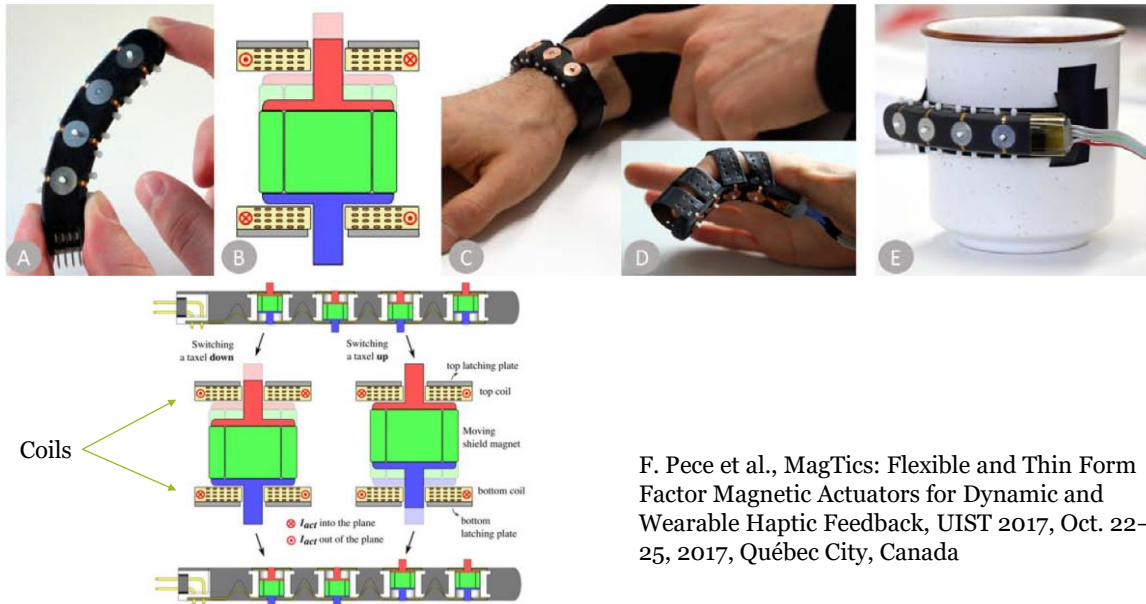 A
B
C
D
E
Switching
a taxel down
Switching
a taxel up
top latching plate
top coil
Moving
shield magnet
bottom coil
bottom
latching plate
Coils
Iact into the plane
Iact out of the plane
F. Pece et al., MagTics: Flexible and Thin Form
Factor Magnetic Actuators for Dynamic and
Wearable Haptic Feedback, UIST 2017, Oct. 22-
25, 2017, Québec City, Canada